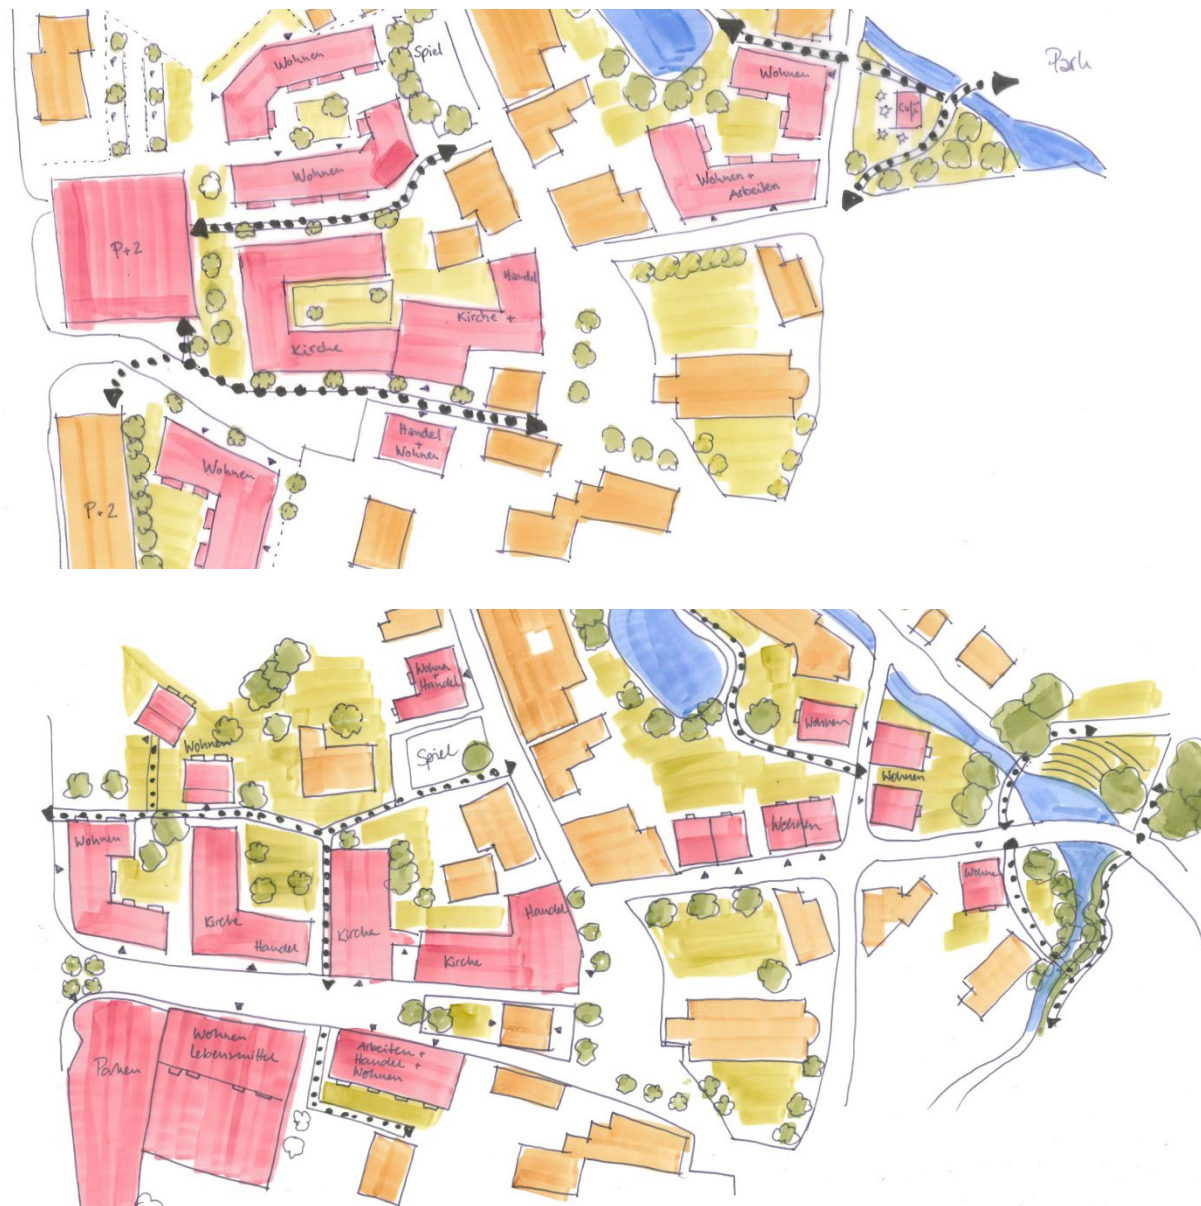 Wohnen
Spiel
Wohnen
Café
Park
Wohnen
Wohnen +
Arbeiten
P+2
Handel
Kirche +
Kirche
Handel
+
Wohnen
Wohnen
P+2
Wohnen
+
Handel
Wohnen
Spiel
Wohnen
Wohnen
Wohnen
Wohnen
Wohnen
Kirche
Handel
Kirche
Handel
Kirche
Parken
Wohnen
Lebensmittel
Arbeiten +
Handel +
Wohnen